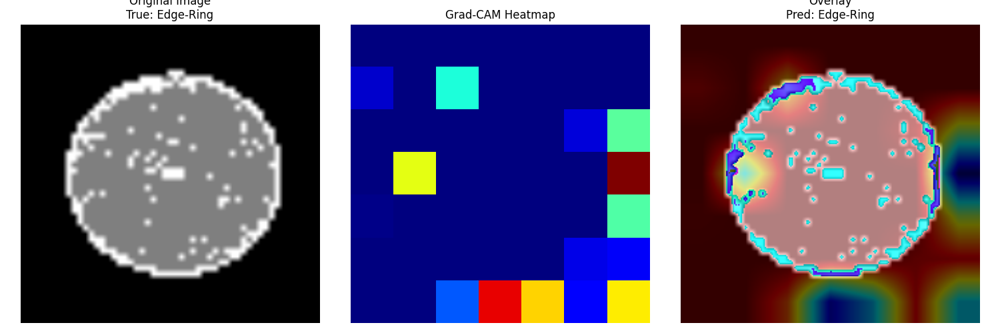 Original Image
True: Edge-Ring
Grad-CAM Heatmap
Overlay
Pred: Edge-Ring